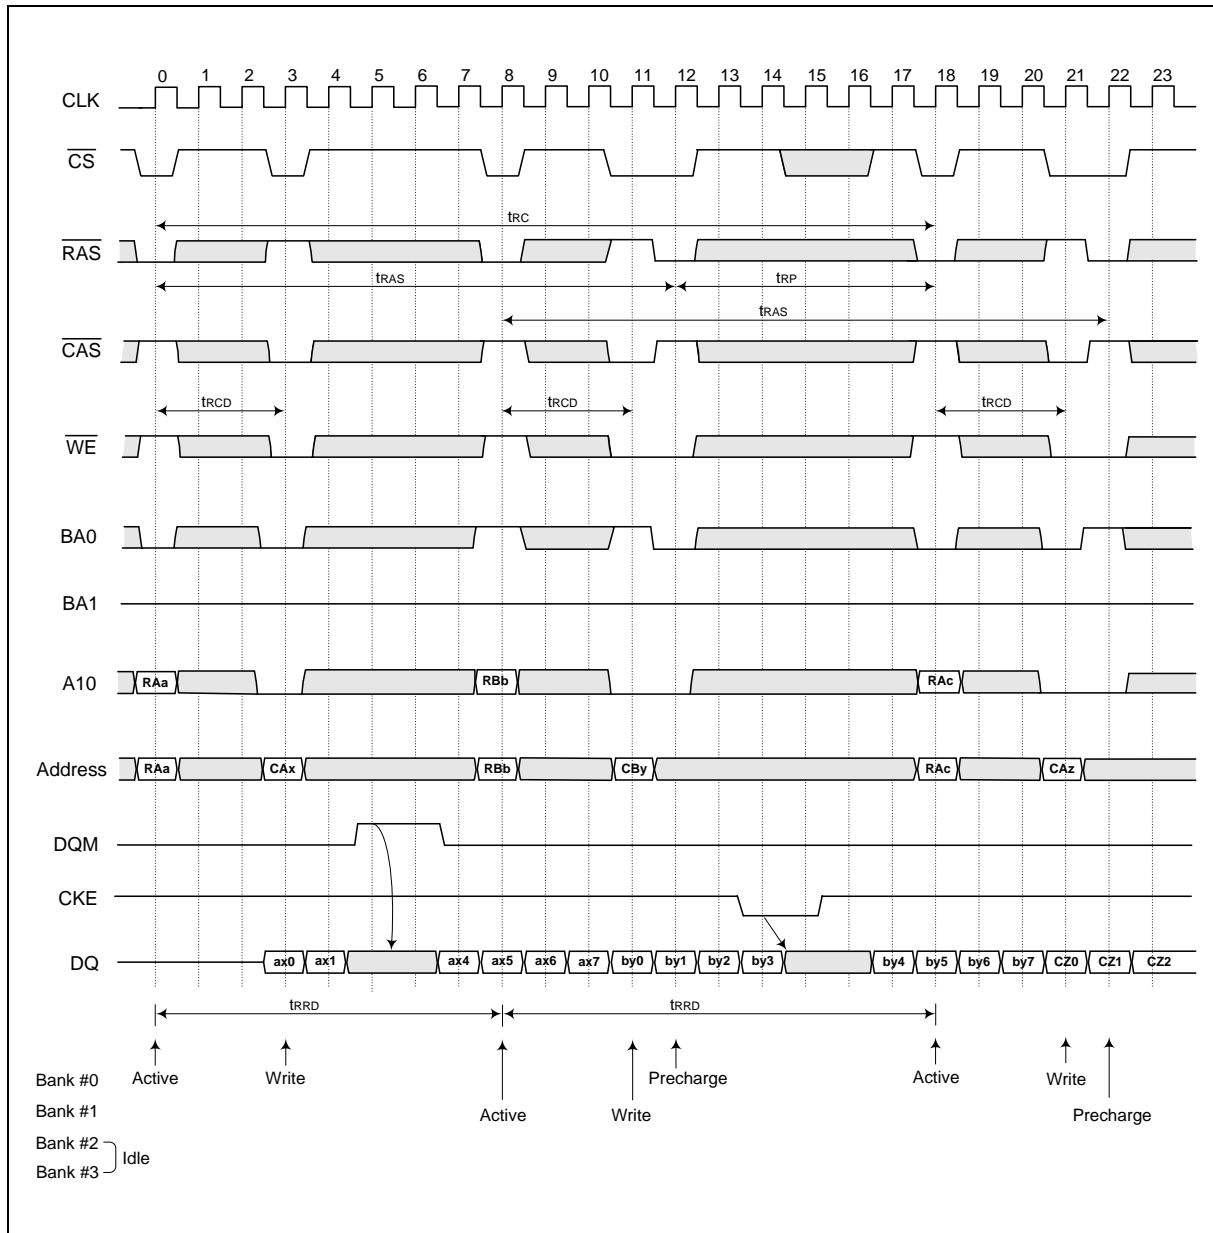 0 1 2 3 4 5 6 7 8 9 10 11 12 13 14 15 16 17 18 19 20 21 22 23
CLK
CS
tRC
RAS
tRAS tRP
tRAS
CAS
tRCD tRCD tRCD
WE
BA0
BA1
A10 RAa RBb RAc
Address RAa CAx RBb CBy RAc CAz
DQM
CKE
DQ ax0 ax1 ax4 ax5 ax6 ax7 by0 by1 by2 by3 by4 by5 by6 by7 CZ0 CZ1 CZ2
tRRD tRRD
Bank #0 Active Write Precharge Active Write
Bank #1 Active Write Precharge
Bank #2
Idle
Bank #3